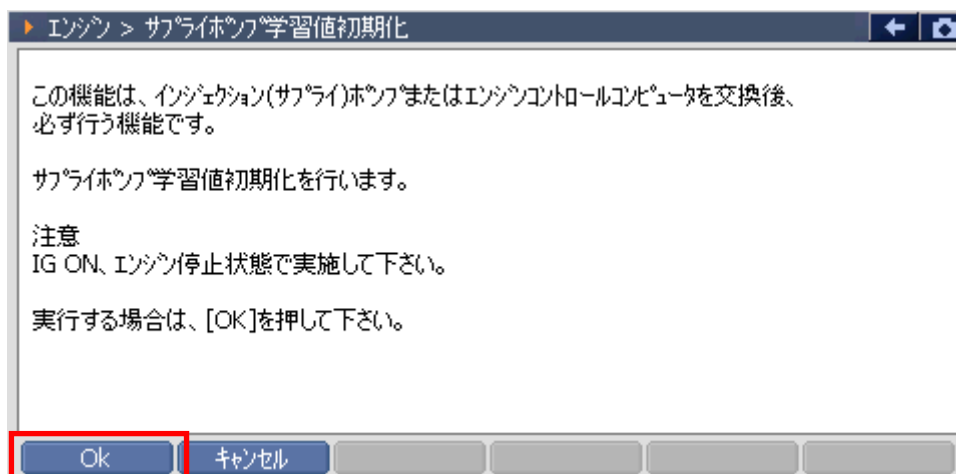 エンジン > サプライポンプ学習値初期化
この機能は、インジェクション(サプライ)ポンプまたはエンジンコントロールコンピュータを交換後、
必ず行う機能です。
サプライポンプ学習値初期化を行います。
注意
IG ON、エンジン停止状態で実施して下さい。
実行する場合は、[OK]を押して下さい。
Ok
キャンセル